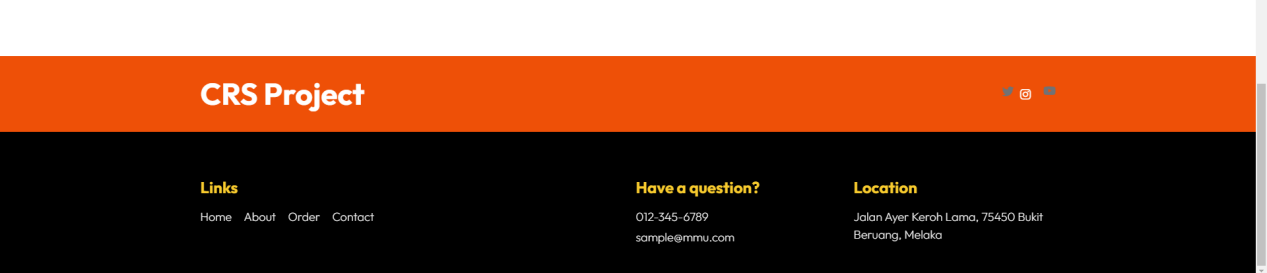 CRS Project
Links
Home About Order Contact
Have a question?
012-345-6789
sample@mmu.com
Location
Jalan Ayer Keroh Lama, 75450 Bukit
Beruang, Melaka